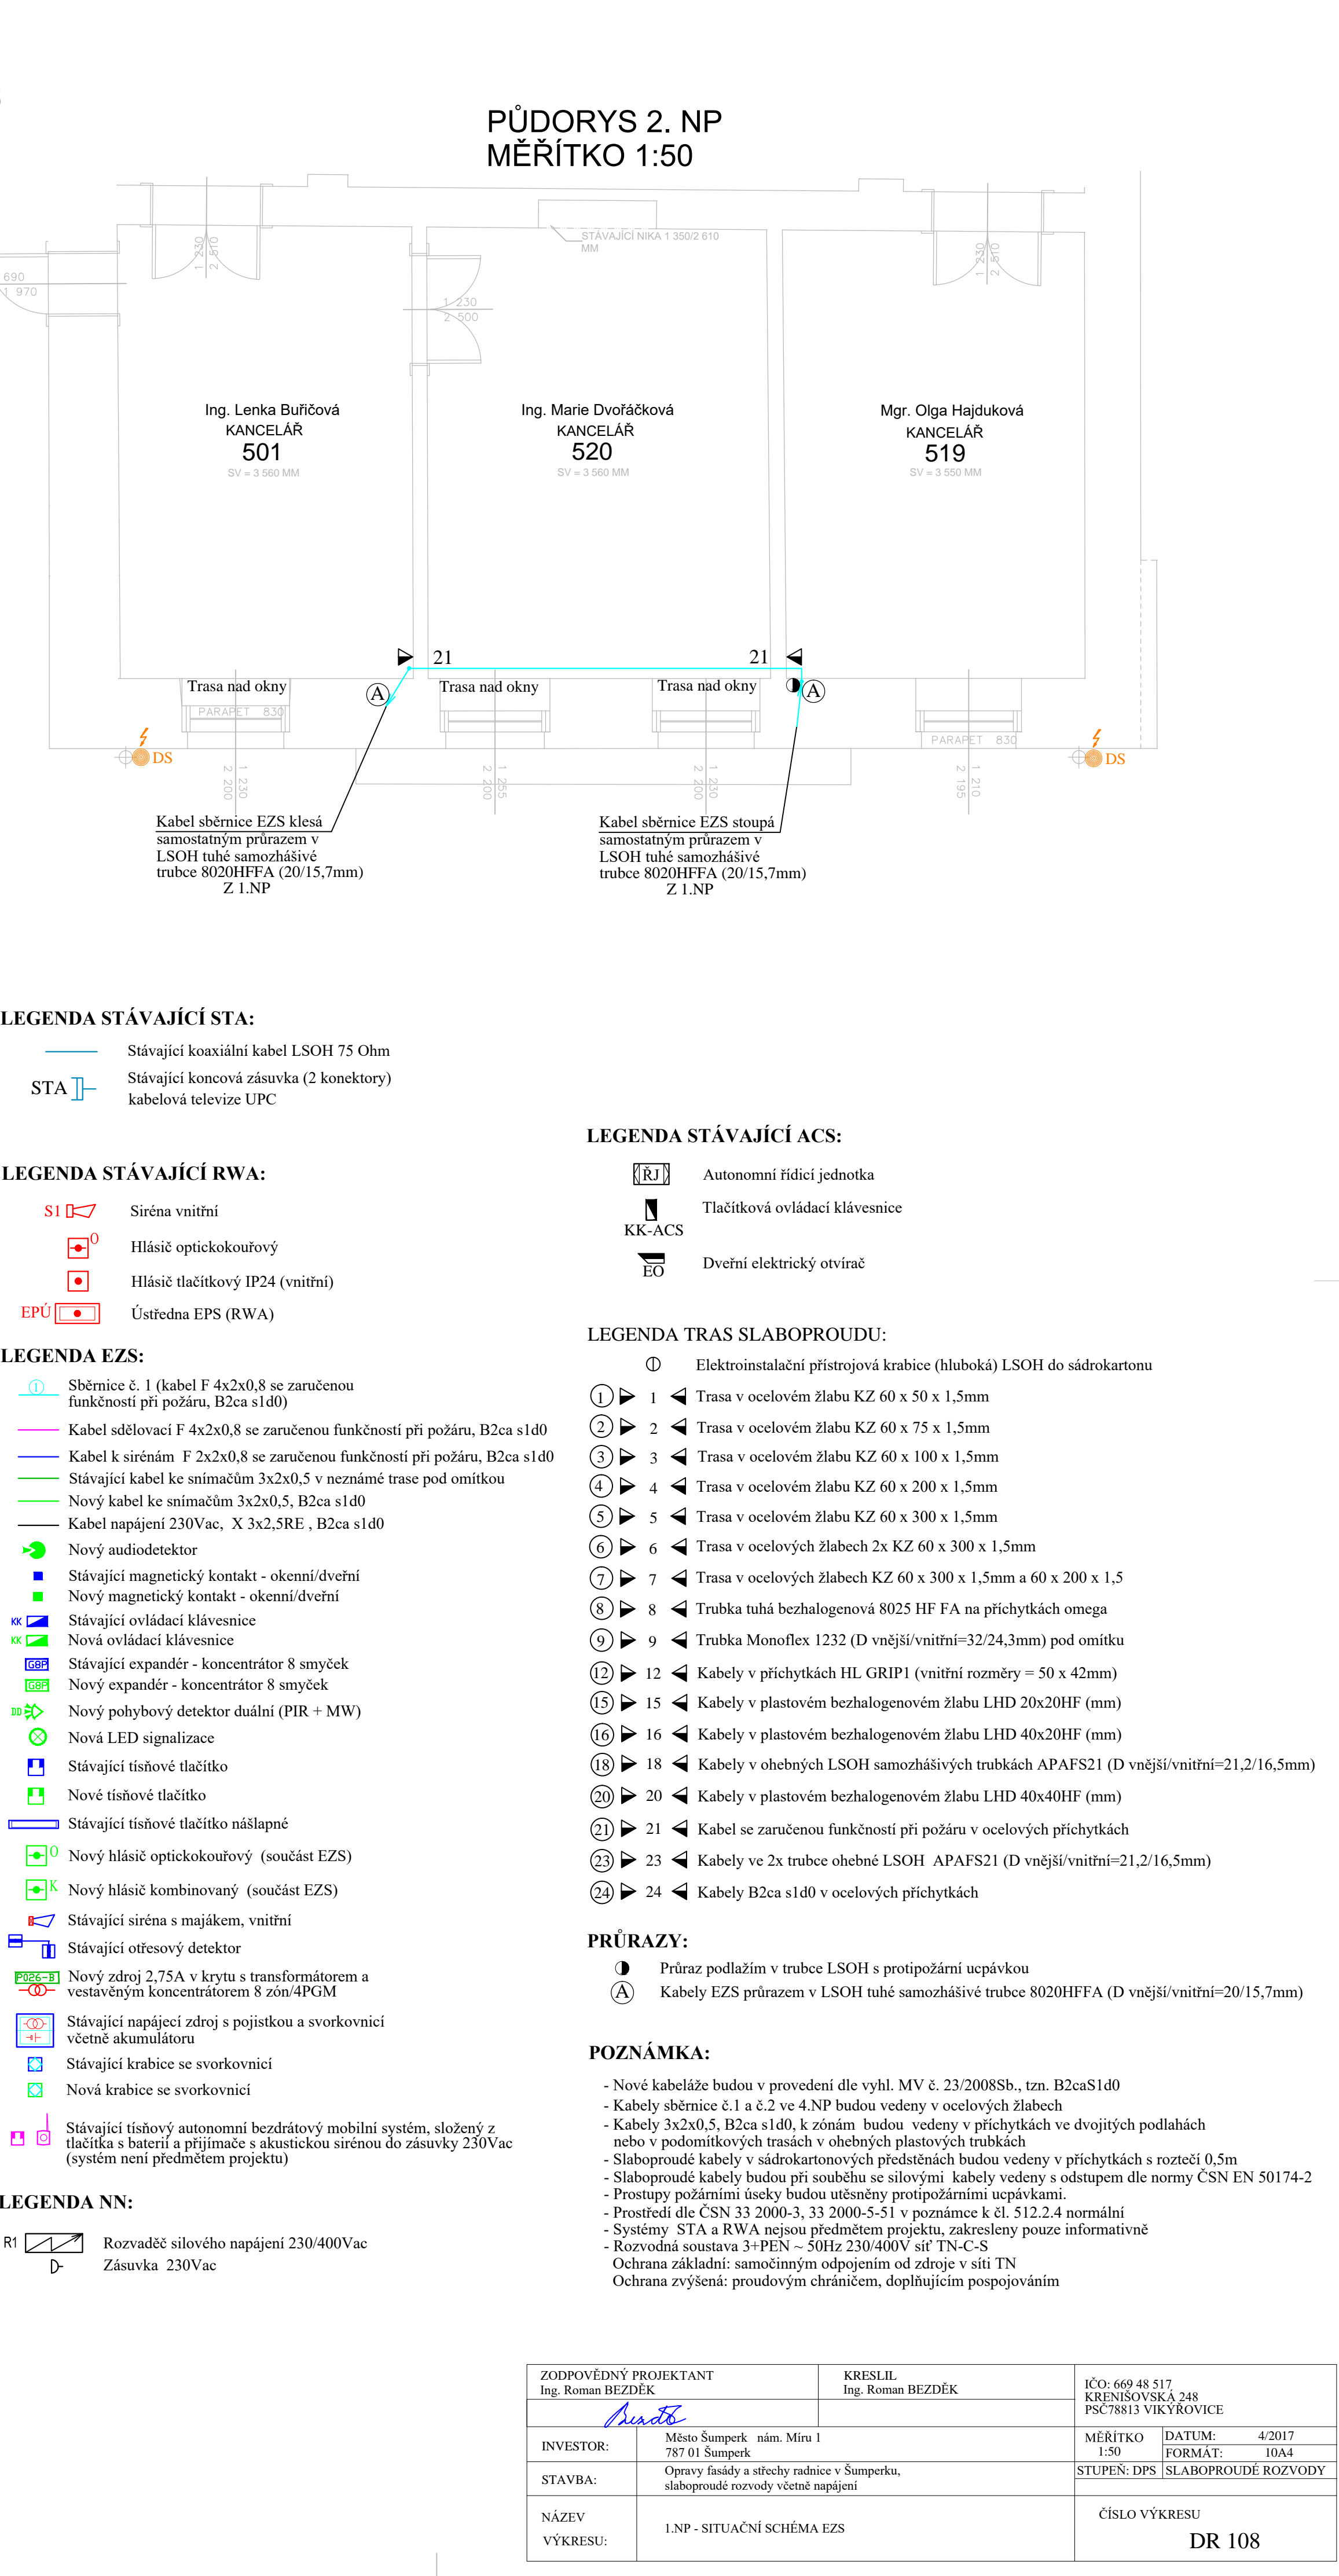 PŮDORYS 2. NP
MĚŘÍTKO 1:50
STÁVAJÍCÍ NIKA 1 350/2 610
MM
1 230
2 510
1 230
2 510
690
1 970
1 230
2 500
Ing. Lenka Buřičová
KANCELÁŘ
501
SV = 3 560 MM
Ing. Marie Dvořáčková
KANCELÁŘ
520
SV = 3 560 MM
Mgr. Olga Hajduková
KANCELÁŘ
519
SV = 3 550 MM
21
21
Trasa nad okny
A
Trasa nad okny
Trasa nad okny
A
PARAPET 830
PARAPET 830
DS
DS
1 230
2 200
1 255
2 200
1 230
2 200
1 210
2 195
Kabel sběrnice EZS klesá
samostatným průrazem v
LSOH tuhé samozhášivé
trubce 8020HFFA (20/15,7mm)
Z 1.NP
Kabel sběrnice EZS stoupá
samostatným průrazem v
LSOH tuhé samozhášivé
trubce 8020HFFA (20/15,7mm)
Z 1.NP
LEGENDA STÁVAJÍCÍ STA:
Stávající koaxiální kabel LSOH 75 Ohm
STA
Stávající koncová zásuvka (2 konektory)
kabelová televize UPC
LEGENDA STÁVAJÍCÍ RWA:
S1 Siréna vnitřní
O Hlásič optickokouřový
Hlásič tlačítkový IP24 (vnitřní)
EPÚ Ústředna EPS (RWA)
LEGENDA EZS:
1 Sběrnice č. 1 (kabel F 4x2x0,8 se zaručenou
funkčností při požáru, B2ca s1d0)
Kabel sdělovací F 4x2x0,8 se zaručenou funkčností při požáru, B2ca s1d0
Kabel k sirénám F 2x2x0,8 se zaručenou funkčností při požáru, B2ca s1d0
Stávající kabel ke snímačům 3x2x0,5 v neznámé trase pod omítkou
Nový kabel ke snímačům 3x2x0,5, B2ca s1d0
Kabel napájení 230Vac, X 3x2,5RE , B2ca s1d0
Nový audiodetektor
Stávající magnetický kontakt - okenní/dveřní
Nový magnetický kontakt - okenní/dveřní
KK Stávající ovládací klávesnice
KK Nová ovládací klávesnice
G8P Stávající expandér - koncentrátor 8 smyček
G8P Nový expandér - koncentrátor 8 smyček
DD Nový pohybový detektor duální (PIR + MW)
Nová LED signalizace
Stávající tísňové tlačítko
Nové tísňové tlačítko
Stávající tísňové tlačítko nášlapné
O Nový hlásič optickokouřový (součást EZS)
K Nový hlásič kombinovaný (součást EZS)
Stávající siréna s majákem, vnitřní
Stávající otřesový detektor
P026-B Nový zdroj 2,75A v krytu s transformátorem a
vestavěným koncentrátorem 8 zón/4PGM
Stávající napájecí zdroj s pojistkou a svorkovnicí
včetně akumulátoru
Stávající krabice se svorkovnicí
Nová krabice se svorkovnicí
Stávající tísňový autonomní bezdrátový mobilní systém, složený z
tlačítka s baterií a přijímače s akustickou sirénou do zásuvky 230Vac
(systém není předmětem projektu)
LEGENDA NN:
R1 Rozvaděč silového napájení 230/400Vac
Zásuvka 230Vac
LEGENDA STÁVAJÍCÍ ACS:
ŘJ Autonomní řídicí jednotka
Tlačítková ovládací klávesnice
KK-ACS
Dveřní elektrický otvírač
EO
LEGENDA TRAS SLABOPROUDU:
Elektroinstalační přístrojová krabice (hluboká) LSOH do sádrokartonu
1 1 Trasa v ocelovém žlabu KZ 60 x 50 x 1,5mm
2 2 Trasa v ocelovém žlabu KZ 60 x 75 x 1,5mm
3 3 Trasa v ocelovém žlabu KZ 60 x 100 x 1,5mm
4 4 Trasa v ocelovém žlabu KZ 60 x 200 x 1,5mm
5 5 Trasa v ocelovém žlabu KZ 60 x 300 x 1,5mm
6 6 Trasa v ocelových žlabech 2x KZ 60 x 300 x 1,5mm
7 7 Trasa v ocelových žlabech KZ 60 x 300 x 1,5mm a 60 x 200 x 1,5
8 8 Trubka tuhá bezhalogenová 8025 HF FA na příchytkách omega
9 9 Trubka Monoflex 1232 (D vnější/vnitřní=32/24,3mm) pod omítku
12 12 Kabely v příchytkách HL GRIP1 (vnitřní rozměry = 50 x 42mm)
15 15 Kabely v plastovém bezhalogenovém žlabu LHD 20x20HF (mm)
16 16 Kabely v plastovém bezhalogenovém žlabu LHD 40x20HF (mm)
18 18 Kabely v ohebných LSOH samozhášivých trubkách APAFS21 (D vnější/vnitřní=21,2/16,5mm)
20 20 Kabely v plastovém bezhalogenovém žlabu LHD 40x40HF (mm)
21 21 Kabel se zaručenou funkčností při požáru v ocelových příchytkách
23 23 Kabely ve 2x trubce ohebné LSOH APAFS21 (D vnější/vnitřní=21,2/16,5mm)
24 24 Kabely B2ca s1d0 v ocelových příchytkách
PRŮRAZY:
Průraz podlažím v trubce LSOH s protipožární ucpávkou
A Kabely EZS průrazem v LSOH tuhé samozhášivé trubce 8020HFFA (D vnější/vnitřní=20/15,7mm)
POZNÁMKA:
- Nové kabeláže budou v provedení dle vyhl. MV č. 23/2008Sb., tzn. B2caS1d0
- Kabely sběrnice č.1 a č.2 ve 4.NP budou vedeny v ocelových žlabech
- Kabely 3x2x0,5, B2ca s1d0, k zónám budou vedeny v příchytkách ve dvojitých podlahách
nebo v podomítkových trasách v ohebných plastových trubkách
- Slaboproudé kabely v sádrokartonových předstěnách budou vedeny v příchytkách s roztečí 0,5m
- Slaboproudé kabely budou při souběhu se silovými kabely vedeny s odstupem dle normy ČSN EN 50174-2
- Prostupy požárními úseky budou utěsněny protipožárními ucpávkami.
- Prostředí dle ČSN 33 2000-3, 33 2000-5-51 v poznámce k čl. 512.2.4 normální
- Systémy STA a RWA nejsou předmětem projektu, zakresleny pouze informativně
- Rozvodná soustava 3+PEN ~ 50Hz 230/400V síť TN-C-S
Ochrana základní: samočinným odpojením od zdroje v síti TN
Ochrana zvýšená: proudovým chráničem, doplňujícím pospojováním
ZODPOVĚDNÝ PROJEKTANT
Ing. Roman BEZDĚK
KRESLIL
Ing. Roman BEZDĚK
IČO: 669 48 517
KRENIŠOVSKÁ 248
PSČ78813 VIKÝŘOVICE
INVESTOR:
Město Šumperk nám. Míru 1
787 01 Šumperk
MĚŘÍTKO
1:50
DATUM: 4/2017
FORMÁT: 10A4
STAVBA:
Opravy fasády a střechy radnice v Šumperku,
slaboproudé rozvody včetně napájení
STUPEŇ: DPS
SLABOPROUDÉ ROZVODY
NÁZEV
VÝKRESU:
1.NP - SITUAČNÍ SCHÉMA EZS
ČÍSLO VÝKRESU
DR 108